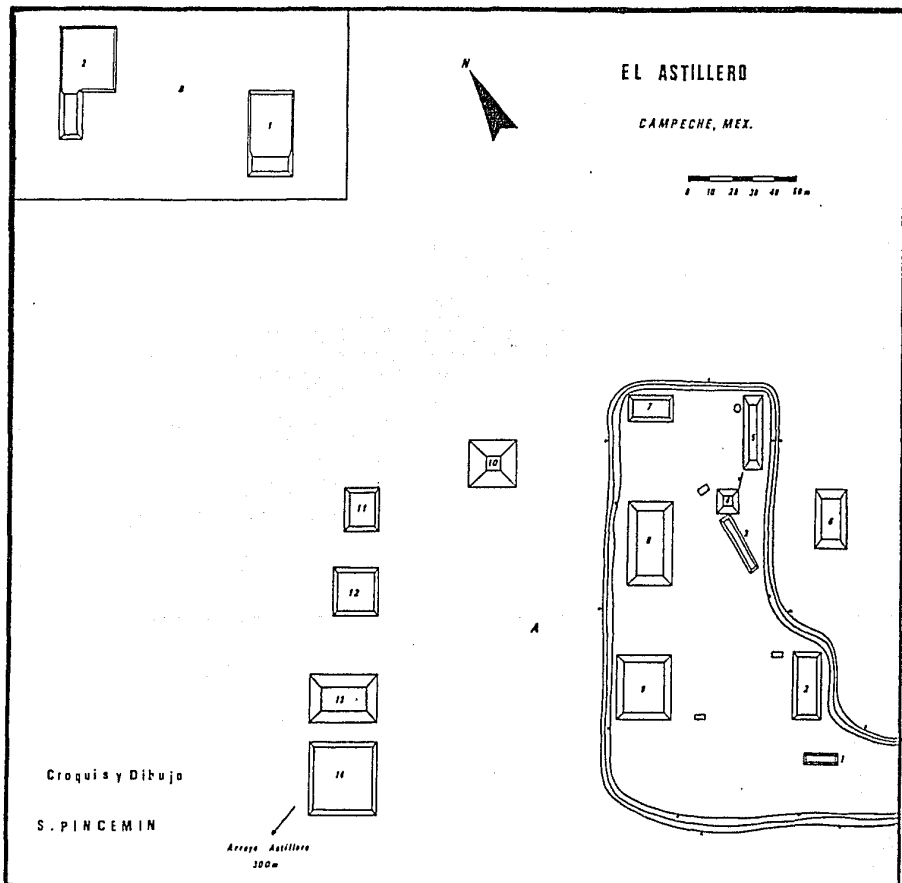 EL ASTILLERO
CAMPECHE, MEX.
N
0 10 20 30 40 50m
2
B
1
7
5
10
4
11
3
6
8
12
A
9
2
13
1
14
Croquis y Dibujo
S. PINCEMIN
Arroyo Astillero
300m